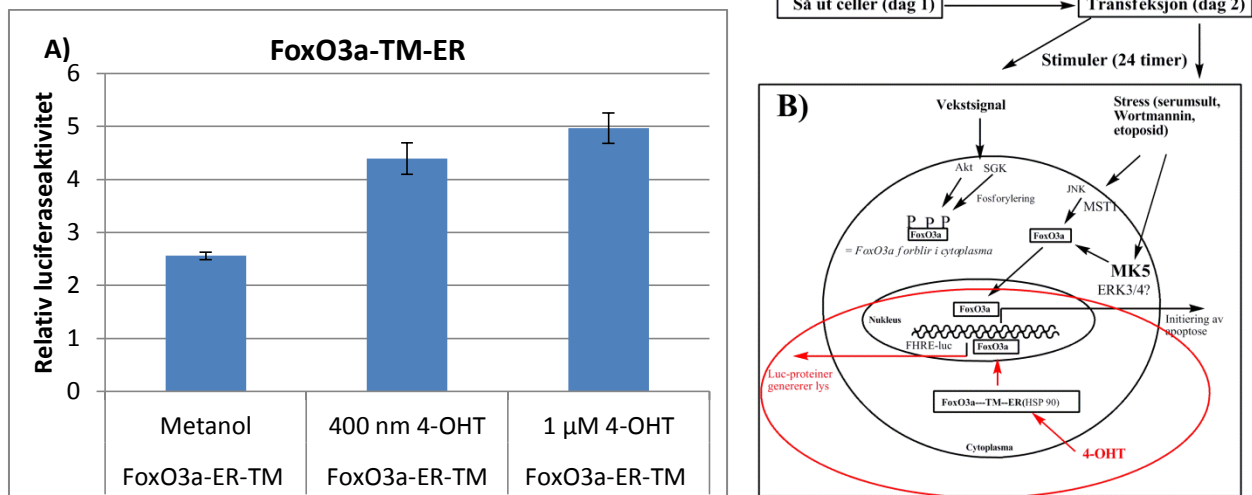 A)
FoxO3a-TM-ER
Relativ luciferaseaktivitet
6
5
4
3
2
1
0
Metanol
400 nm 4-OHT
1 µM 4-OHT
FoxO3a-ER-TM
FoxO3a-ER-TM
FoxO3a-ER-TM
Så ut celler (dag 1)
Transfeksjon (dag 2)
Stimuler (24 timer)
B)
Vekstsignal
Stress (serumsult,
Wortmannin,
etoposid)
Akt
SGK
Fosforylering
JNK
MST1
P P P
FoxO3a
= FoxO3a forblir i cytoplasma
FoxO3a
MK5
ERK3/4?
FoxO3a
Nukleus
Initiering av
apoptose
FHRE-luc
FoxO3a
Luc-proteiner
genererer lys
FoxO3a---TM--ER(HSP 90)
4-OHT
Cytoplasma